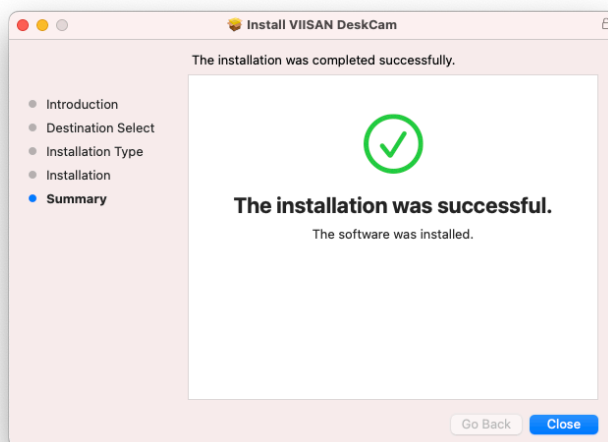 Install VIISAN DeskCam
The installation was completed successfully.
Introduction
Destination Select
Installation Type
Installation
Summary
The installation was successful.
The software was installed.
Go Back
Close